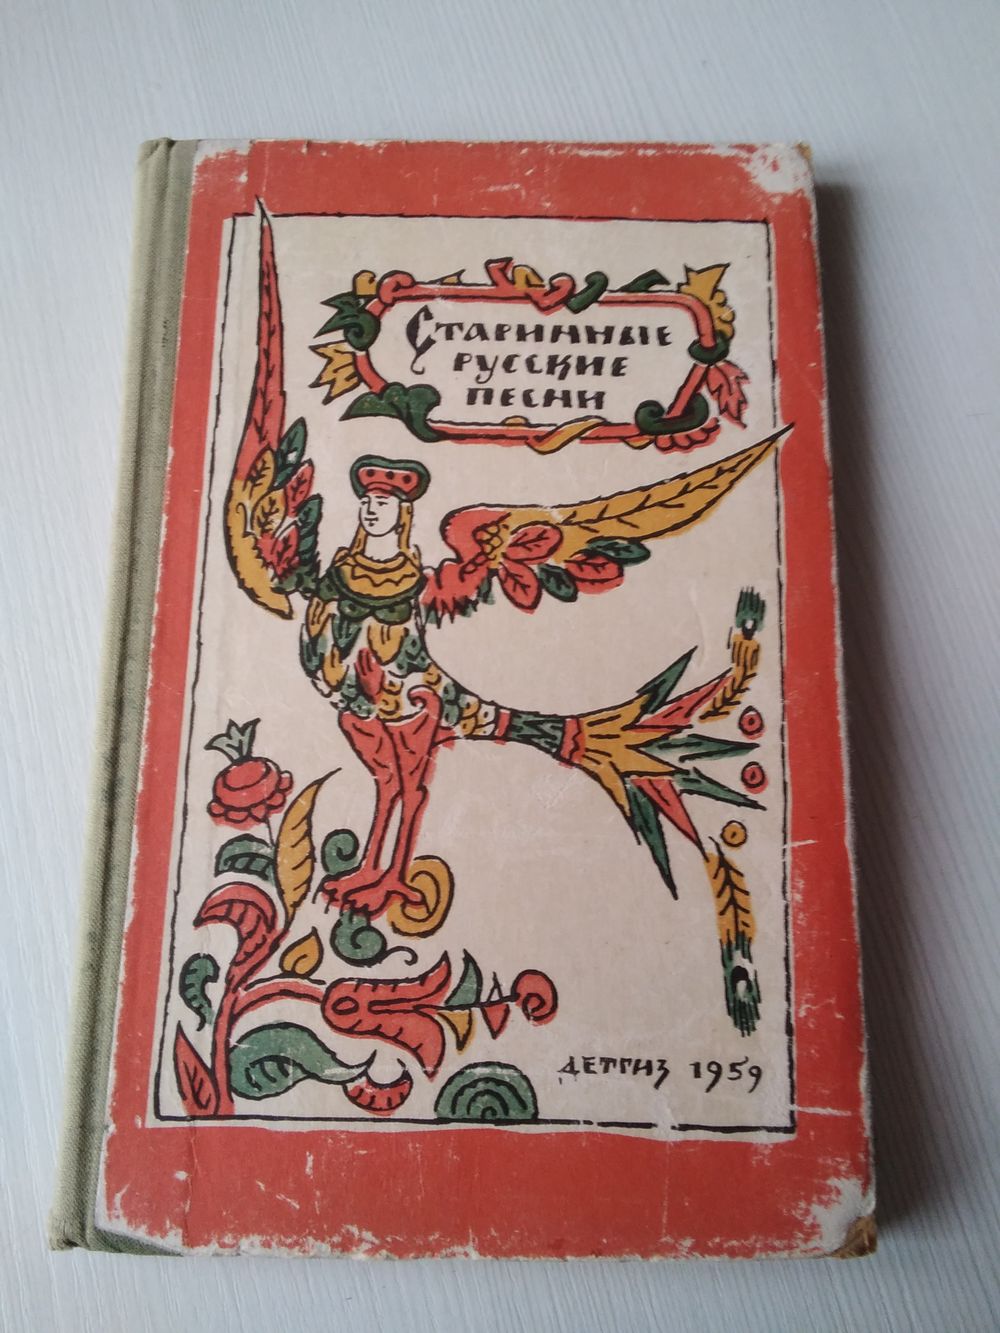 Старинные
русские
песни
Детгиз 1959